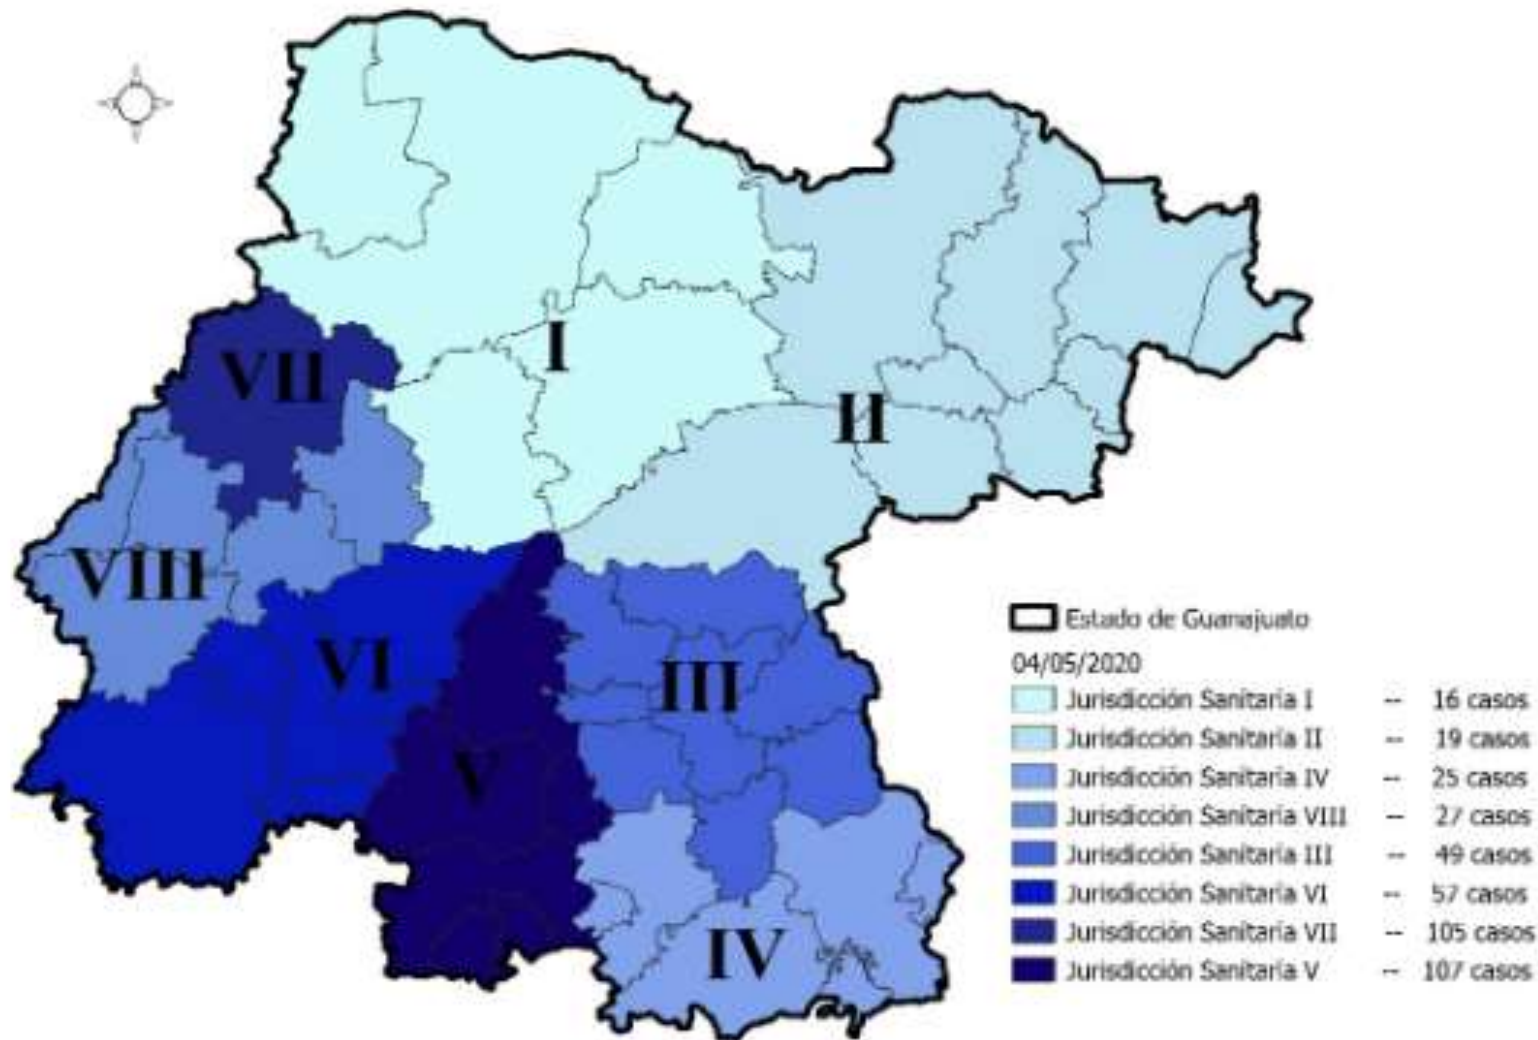 I
VII
II
VIII
VI
III
V
IV
Estado de Guanajuato
04/05/2020
Jurisdicción Sanitaria I -- 16 casos
Jurisdicción Sanitaria II -- 19 casos
Jurisdicción Sanitaria IV -- 25 casos
Jurisdicción Sanitaria VIII -- 27 casos
Jurisdicción Sanitaria III -- 49 casos
Jurisdicción Sanitaria VI -- 57 casos
Jurisdicción Sanitaria VII -- 105 casos
Jurisdicción Sanitaria V -- 107 casos